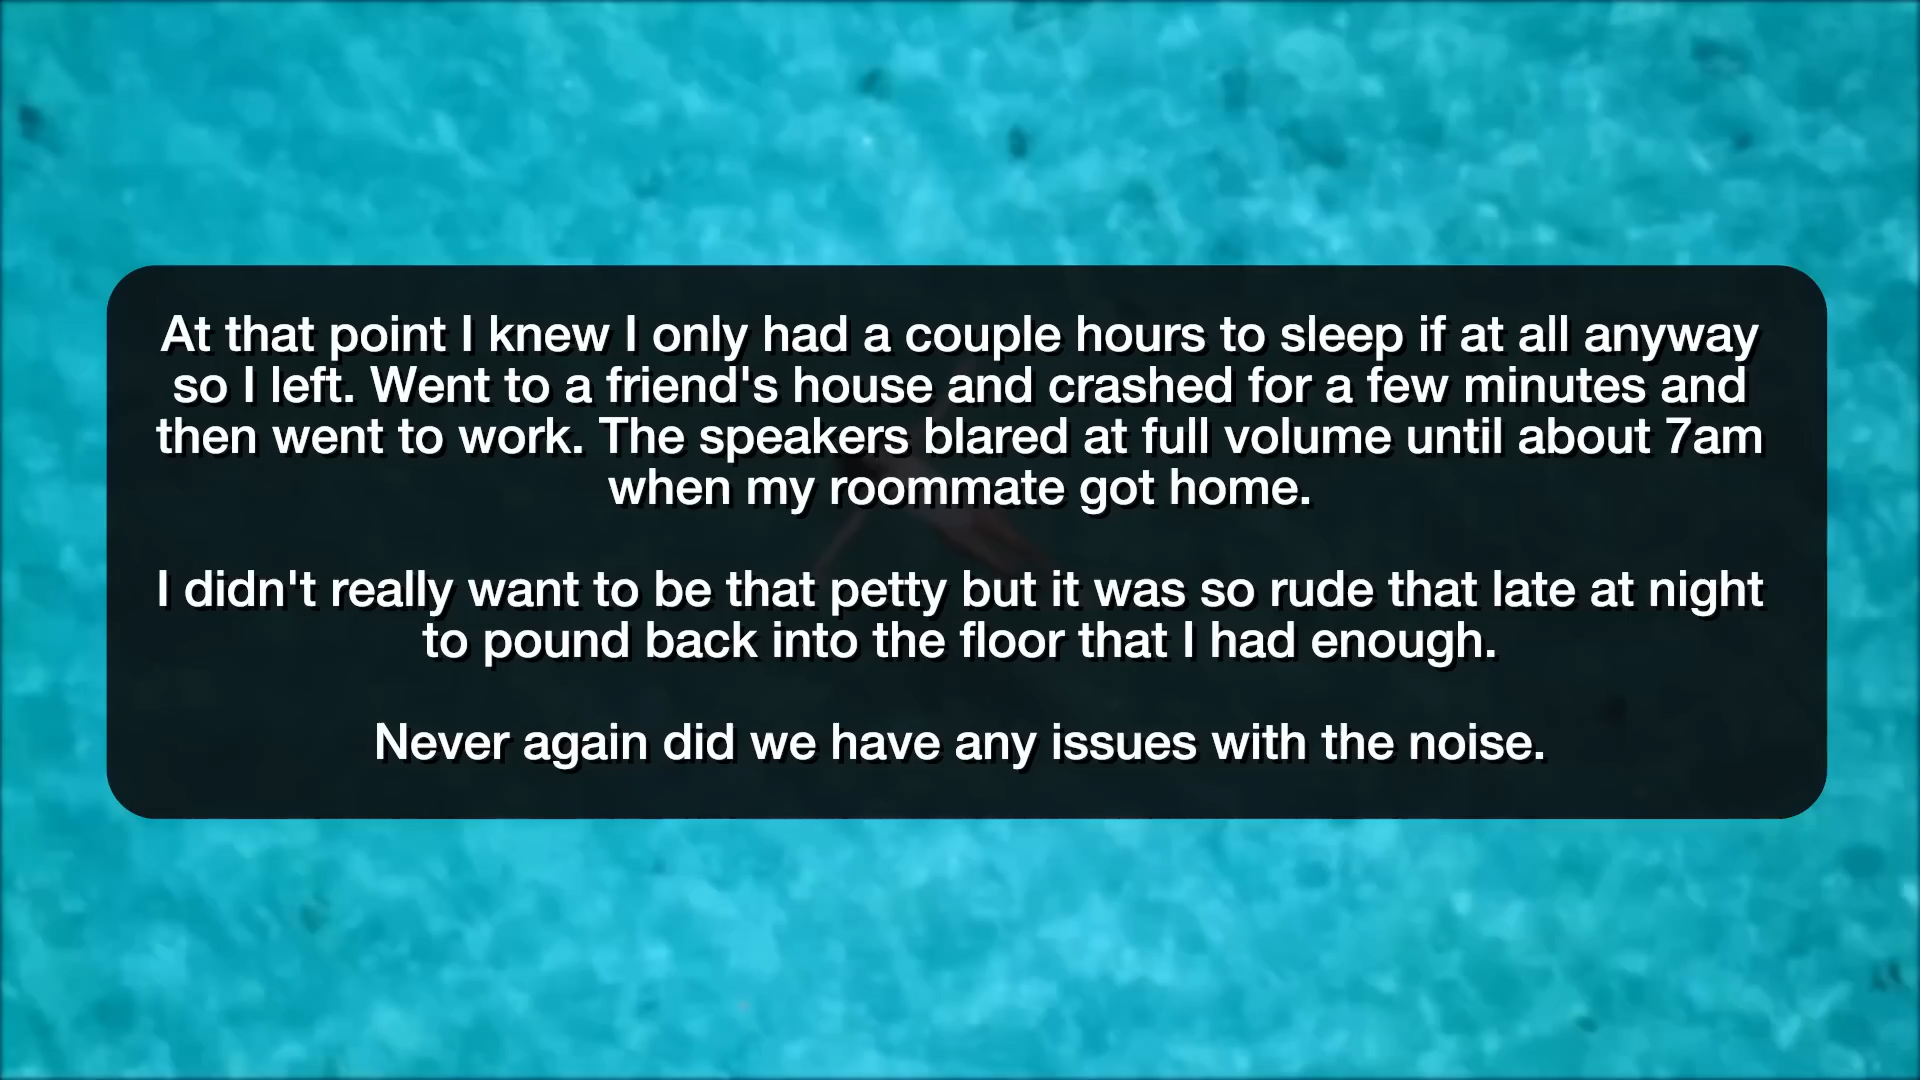 At that point I knew I only had a couple hours to sleep if at all anyway
so I left. Went to a friend's house and crashed for a few minutes and
then went to work. The speakers blared at full volume until about 7am
when my roommate got home.
I didn't really want to be that petty but it was so rude that late at night
to pound back into the floor that I had enough.
Never again did we have any issues with the noise.